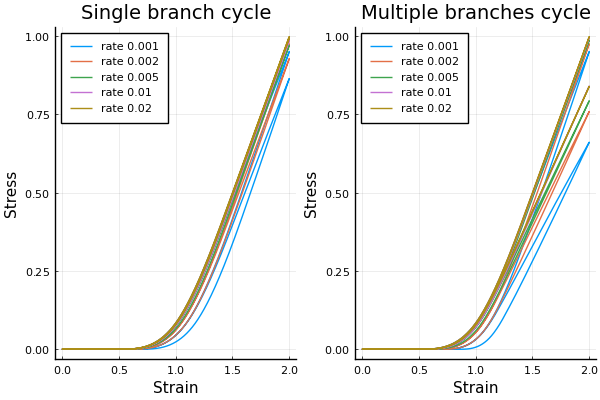 Single branch cycle
1.00
0.75
0.50
0.25
0.00
Stress
rate 0.001
rate 0.002
rate 0.005
rate 0.01
rate 0.02
0.0 0.5 1.0 1.5 2.0
Strain
Multiple branches cycle
1.00
0.75
0.50
0.25
0.00
Stress
rate 0.001
rate 0.002
rate 0.005
rate 0.01
rate 0.02
0.0 0.5 1.0 1.5 2.0
Strain